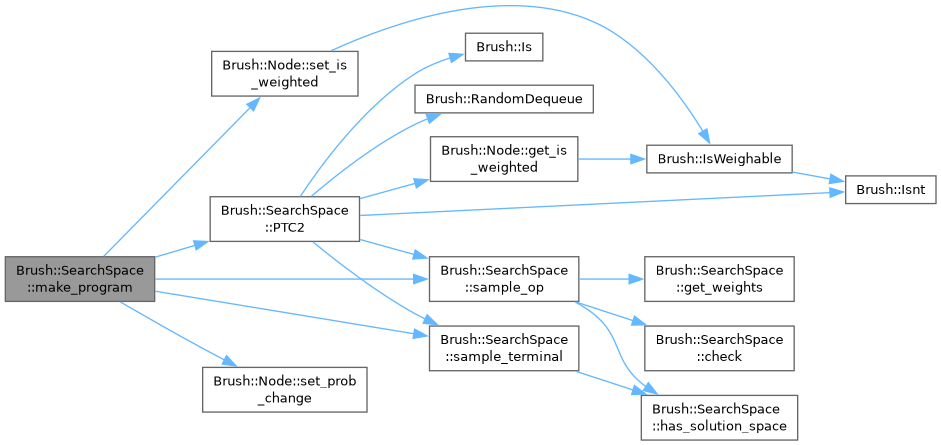 Brush::SearchSpace
::make_program
Brush::Node::set_is
_weighted
Brush::SearchSpace
::PTC2
Brush::Node::set_prob
_change
Brush::Is
Brush::RandomDequeue
Brush::Node::get_is
_weighted
Brush::SearchSpace
::sample_op
Brush::SearchSpace
::sample_terminal
Brush::IsWeighable
Brush::SearchSpace
::get_weights
Brush::SearchSpace
::check
Brush::SearchSpace
::has_solution_space
Brush::Isnt